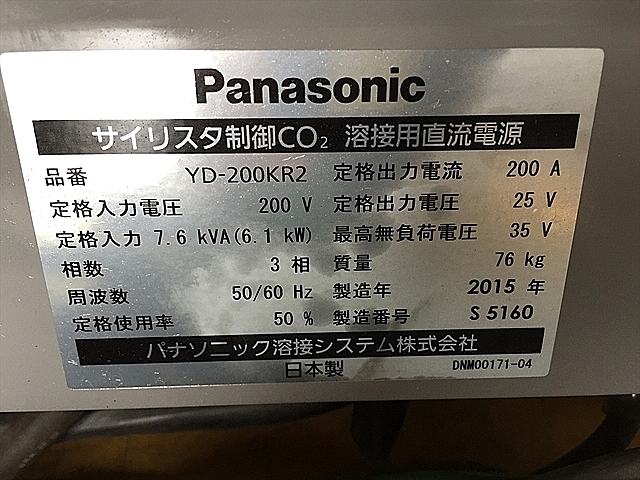 Panasonic
サイリスタ制御CO₂ 溶接用直流電源
品番 YD-200KR2 定格出力電流 200 A
定格入力電圧 200 V 定格出力電圧 25 V
定格入力 7.6 kVA(6.1 kW) 最高無負荷電圧 35 V
相数 3 相 質量 76 kg
周波数 50/60 Hz 製造年 2015 年
定格使用率 50 % 製造番号 S 5160
パナソニック溶接システム株式会社
日本製 DNM00171-04